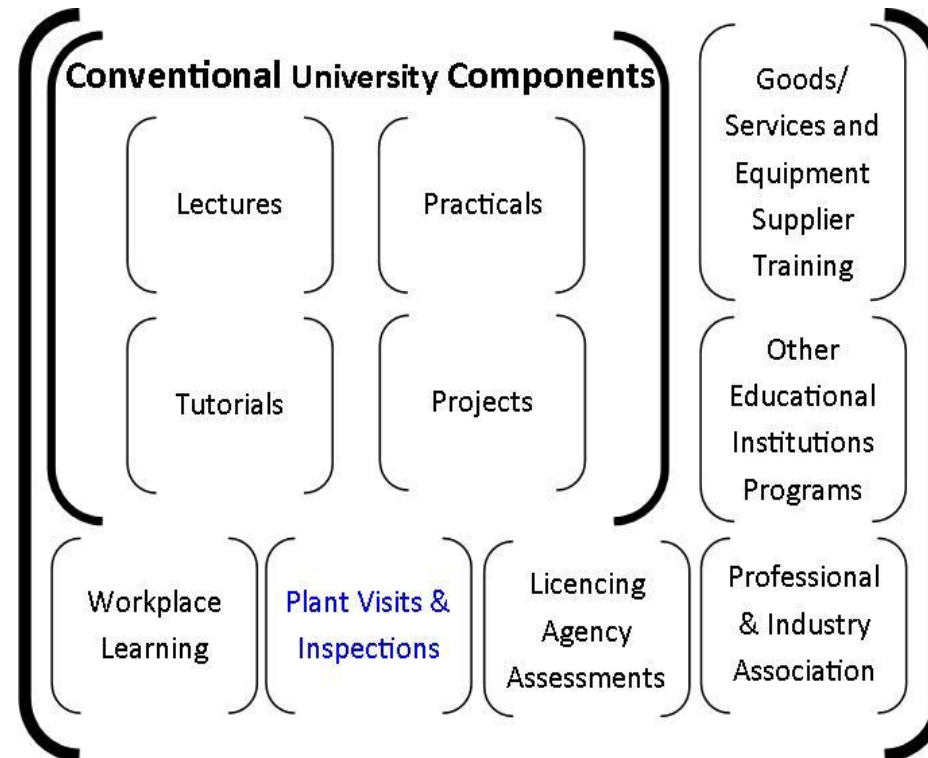 Conventional University Components
Lectures
Practicals
Tutorials
Projects
Goods/
Services and
Equipment
Supplier
Training
Other
Educational
Institutions
Programs
Workplace
Learning
Plant Visits &
Inspections
Licencing
Agency
Assessments
Professional
& Industry
Association